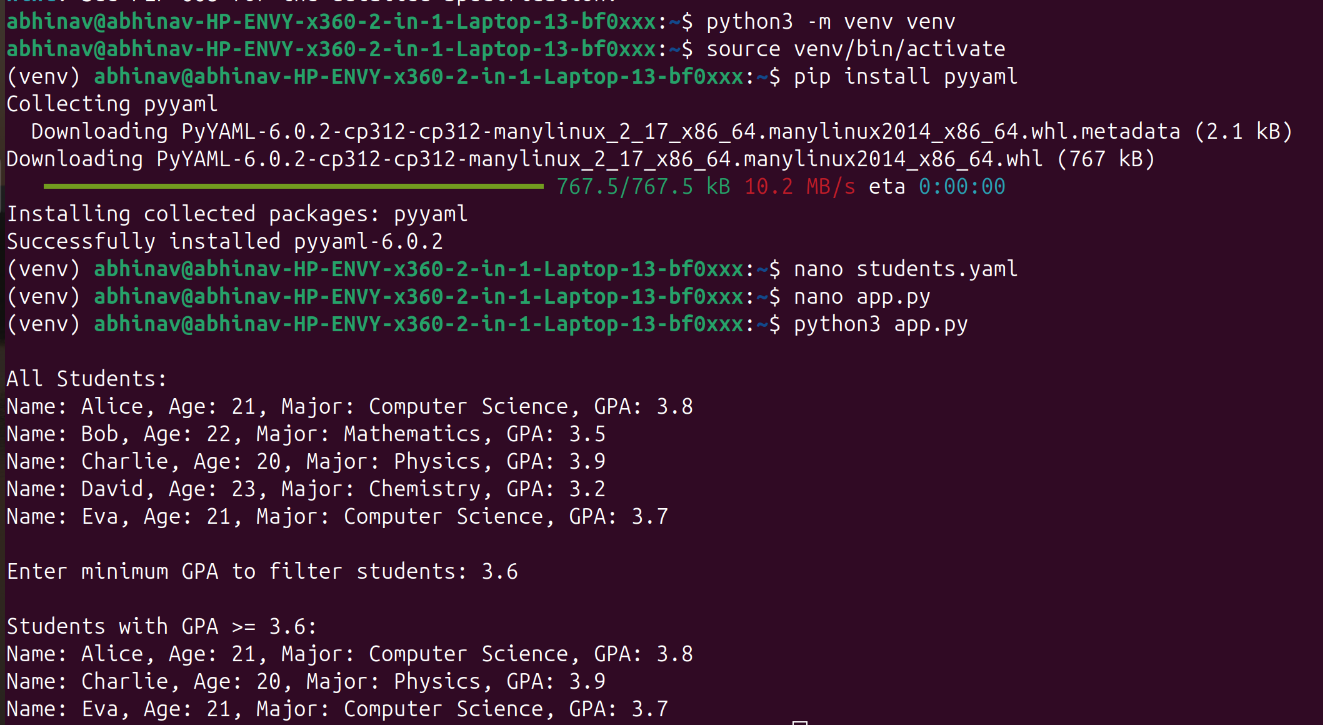 abhinav@abhinav-HP-ENVY-x360-2-in-1-Laptop-13-bf0xxx:~$ python3 -m venv venv
abhinav@abhinav-HP-ENVY-x360-2-in-1-Laptop-13-bf0xxx:~$ source venv/bin/activate
(venv) abhinav@abhinav-HP-ENVY-x360-2-in-1-Laptop-13-bf0xxx:~$ pip install pyyaml
Collecting pyyaml
  Downloading PyYAML-6.0.2-cp312-cp312-manylinux_2_17_x86_64.manylinux2014_x86_64.whl.metadata (2.1 kB)
Downloading PyYAML-6.0.2-cp312-cp312-manylinux_2_17_x86_64.manylinux2014_x86_64.whl (767 kB)
767.5/767.5 kB 10.2 MB/s eta 0:00:00
Installing collected packages: pyyaml
Successfully installed pyyaml-6.0.2
(venv) abhinav@abhinav-HP-ENVY-x360-2-in-1-Laptop-13-bf0xxx:~$ nano students.yaml
(venv) abhinav@abhinav-HP-ENVY-x360-2-in-1-Laptop-13-bf0xxx:~$ nano app.py
(venv) abhinav@abhinav-HP-ENVY-x360-2-in-1-Laptop-13-bf0xxx:~$ python3 app.py
All Students:
Name: Alice, Age: 21, Major: Computer Science, GPA: 3.8
Name: Bob, Age: 22, Major: Mathematics, GPA: 3.5
Name: Charlie, Age: 20, Major: Physics, GPA: 3.9
Name: David, Age: 23, Major: Chemistry, GPA: 3.2
Name: Eva, Age: 21, Major: Computer Science, GPA: 3.7
Enter minimum GPA to filter students: 3.6
Students with GPA >= 3.6:
Name: Alice, Age: 21, Major: Computer Science, GPA: 3.8
Name: Charlie, Age: 20, Major: Physics, GPA: 3.9
Name: Eva, Age: 21, Major: Computer Science, GPA: 3.7